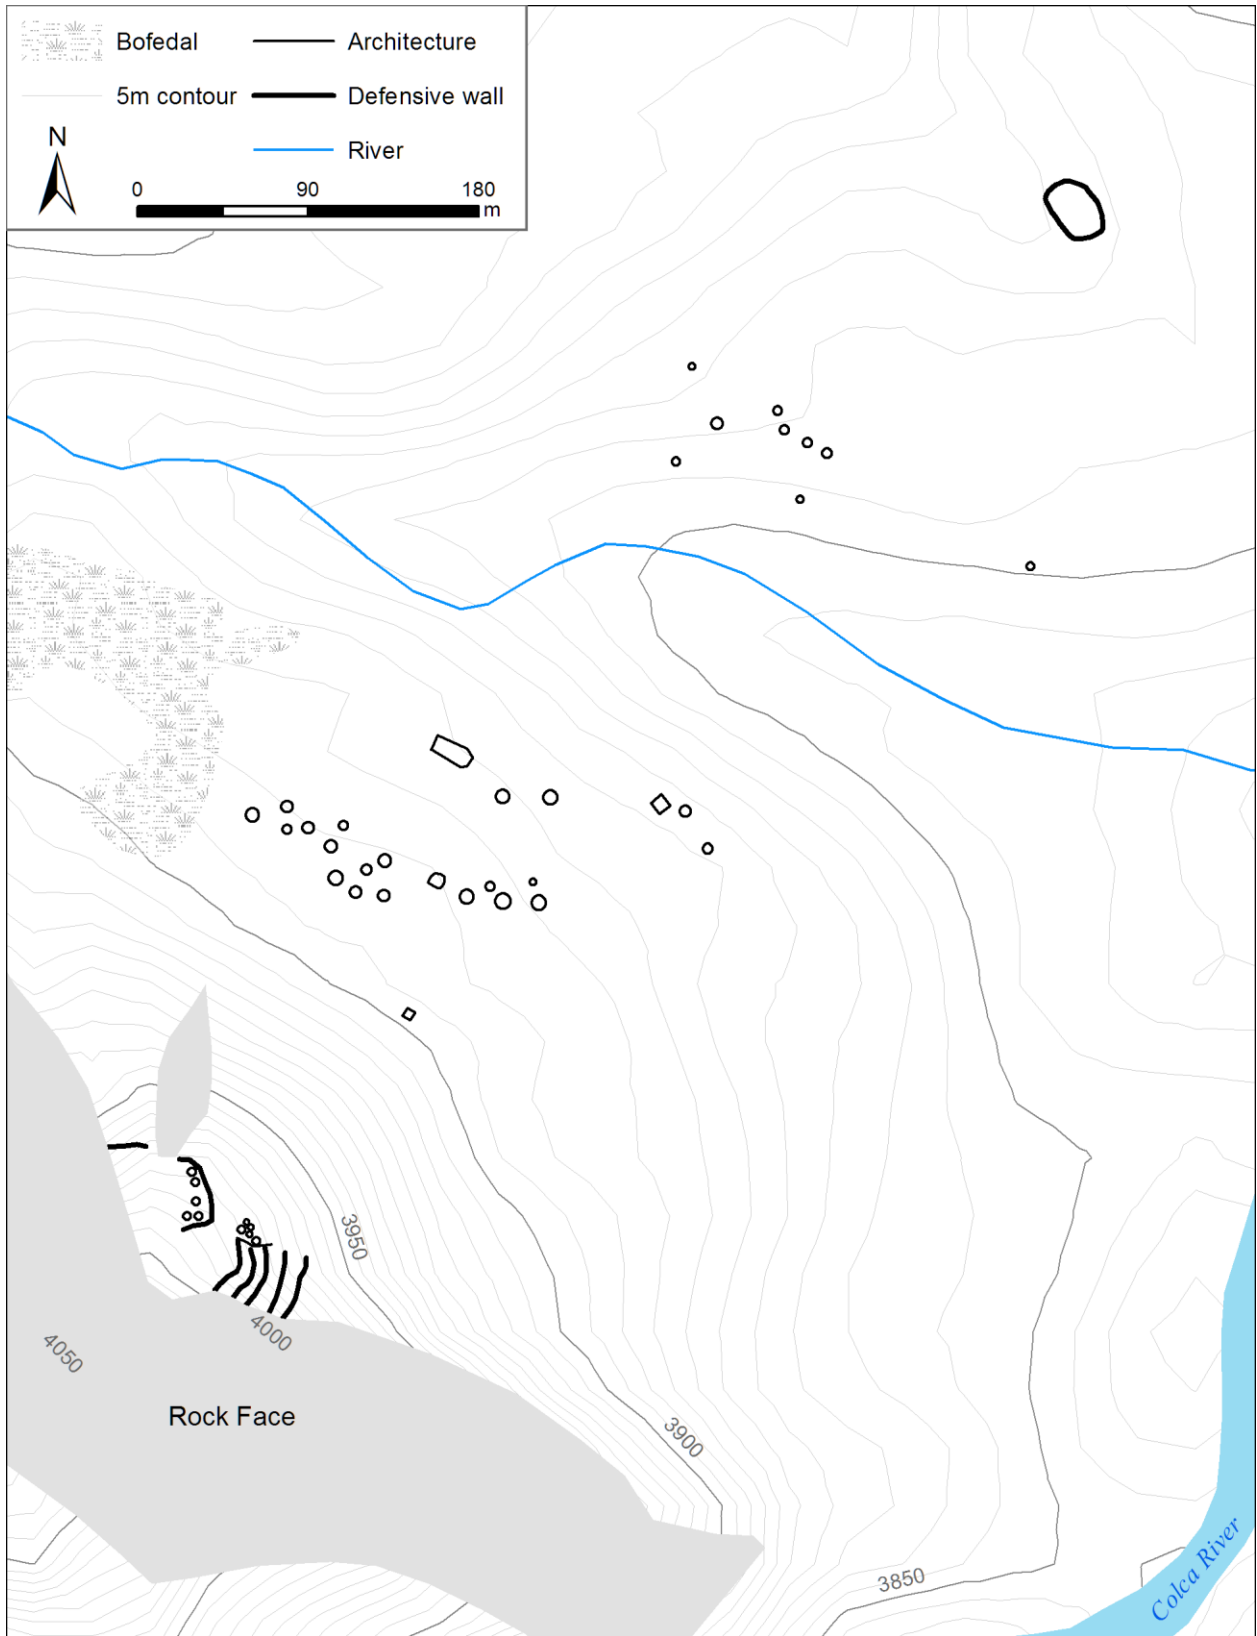 Bofedal
Architecture
5m contour
Defensive wall
N
River
0 90 180
m
3950
4000
4050
Rock Face
3900
3850
Colca River